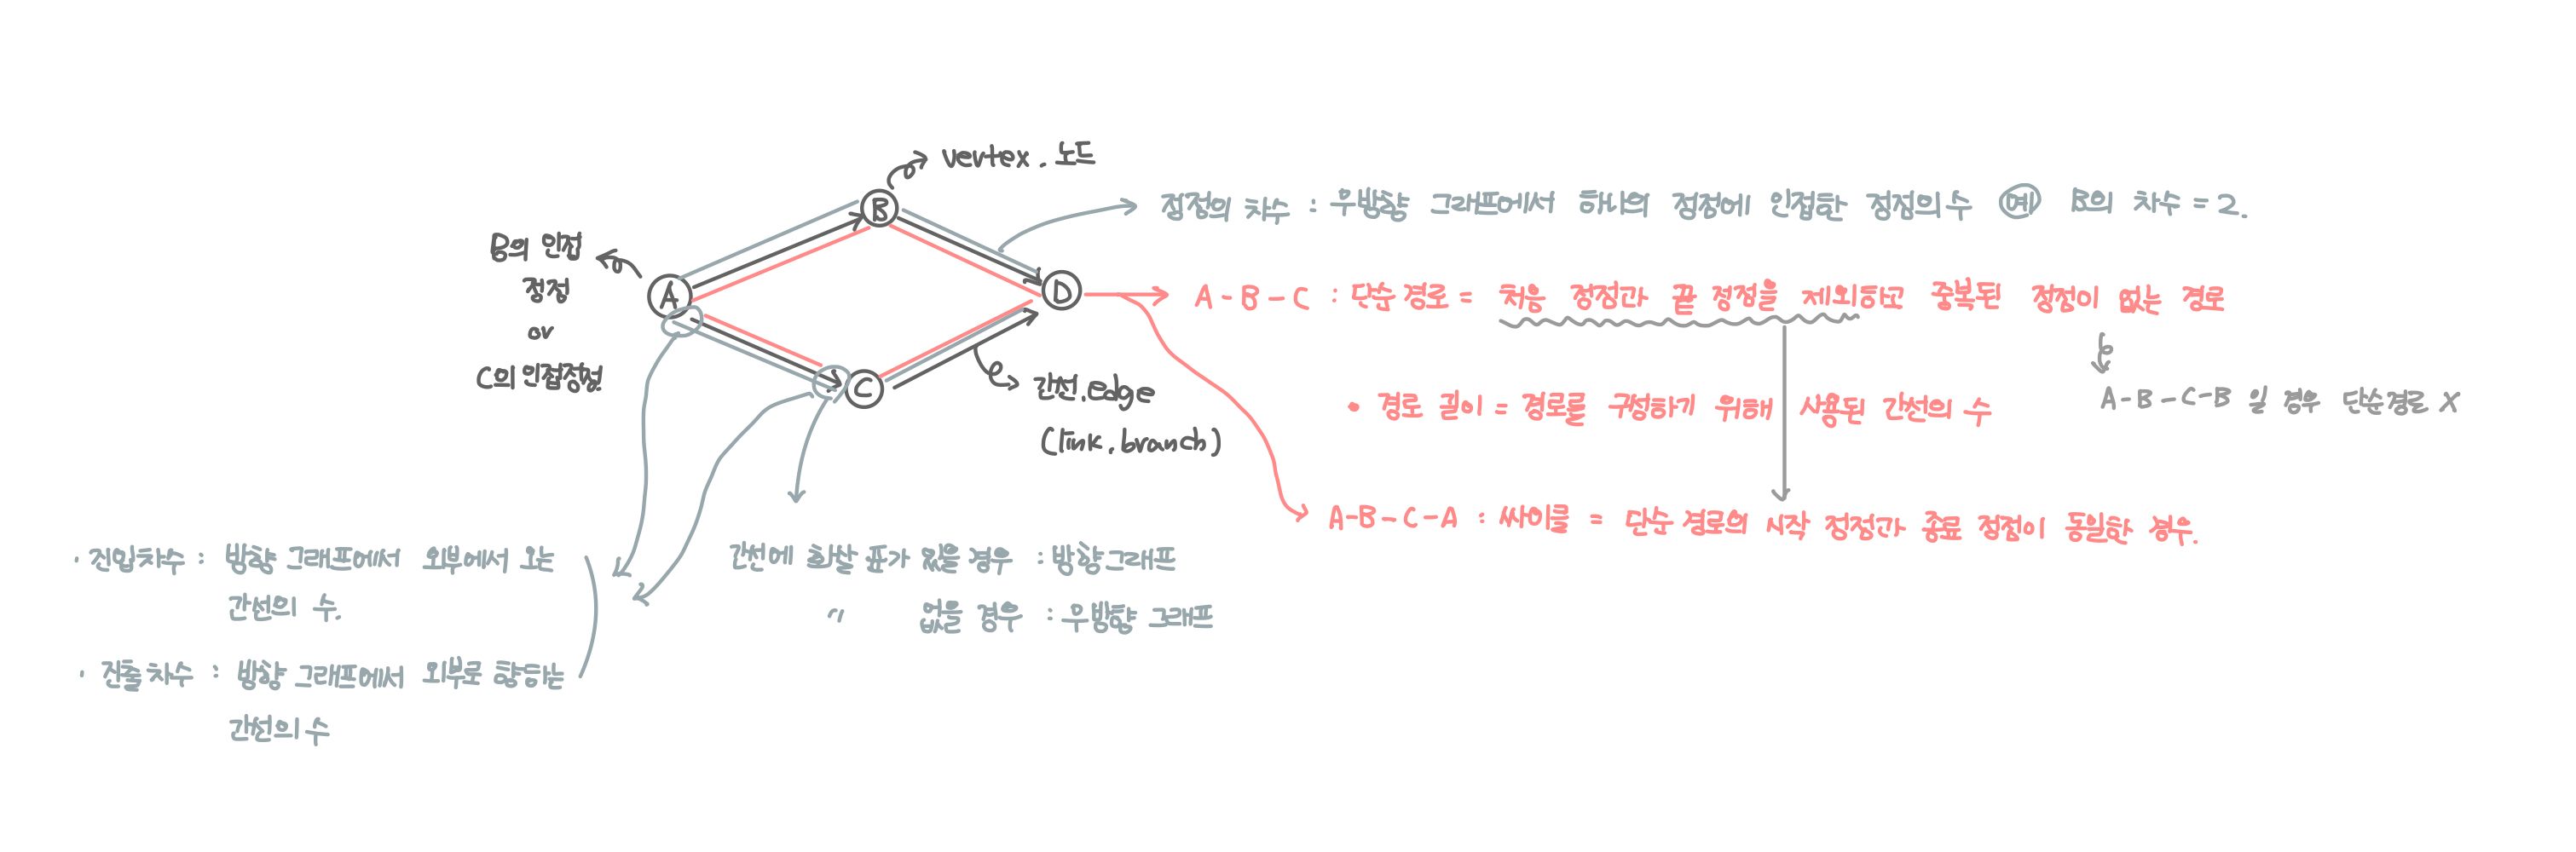 vertex. 노드
B
정점의 차수 : 무방향 그래프에서 하나의 정점에 인접한 정점의 수 예) B의 차수 = 2.
B의 인접
정점
or
C의 인접정점
A
D
A-B-C : 단순 경로 = 처음 정점과 끝 정점을 제외하고 중복된 정점이 없는 경로
C
간선.edge
(link.branch)
• 경로 길이 = 경로를 구성하기 위해 사용된 간선의 수
A-B-C-B 일 경우 단순경로 X
A-B-C-A : 싸이클 = 단순 경로의 시작 정점과 종료 정점이 동일한 경우.
· 진입차수 : 방향 그래프에서 외부에서 오는
간선의 수.
· 진출차수 : 방향 그래프에서 외부로 향하는
간선의 수
간선에 화살표가 있을 경우 : 방향그래프
〃 없을 경우 : 무방향 그래프